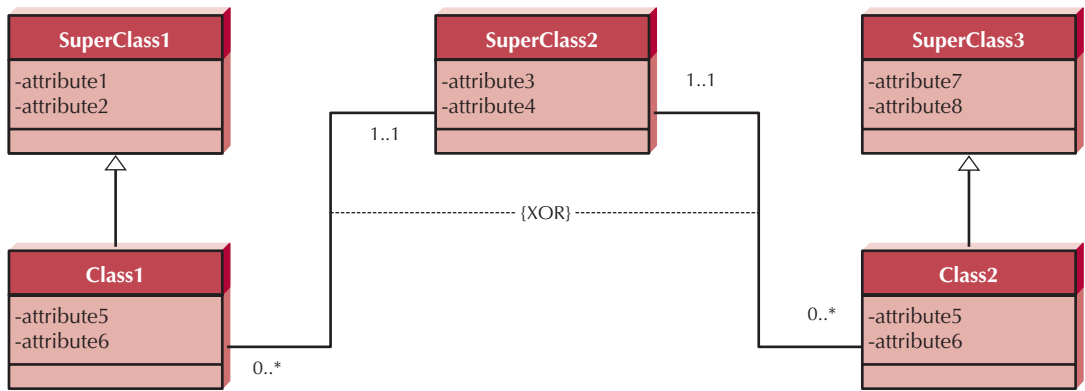 SuperClass1
-attribute1
-attribute2
SuperClass2
-attribute3
-attribute4
SuperClass3
-attribute7
-attribute8
1..1
1..1
{XOR}
Class1
-attribute5
-attribute6
0..*
Class2
-attribute5
-attribute6
0..*